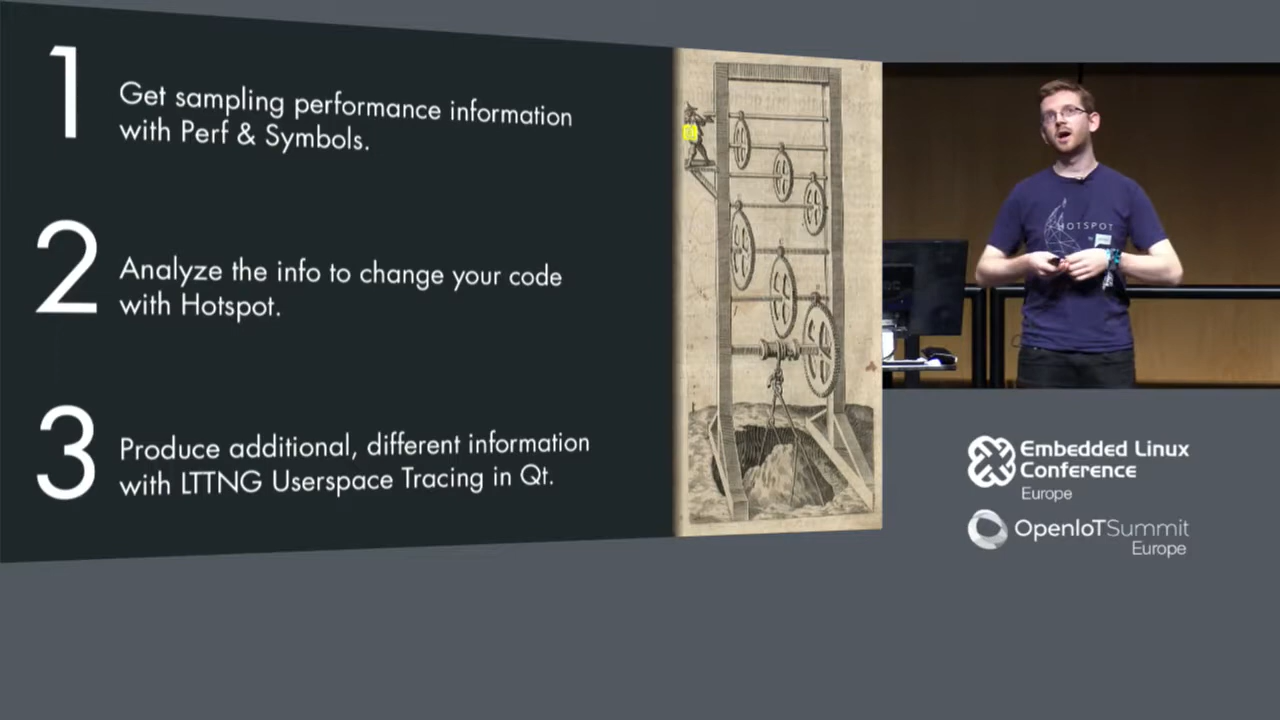 1
Get sampling performance information
with Perf & Symbols.
2
Analyze the info to change your code
with Hotspot.
3
Produce additional, different information
with LTTNG Userspace Tracing in Qt.
HOTSPOT
Embedded Linux
Conference
Europe
OpenIoTSummit
Europe